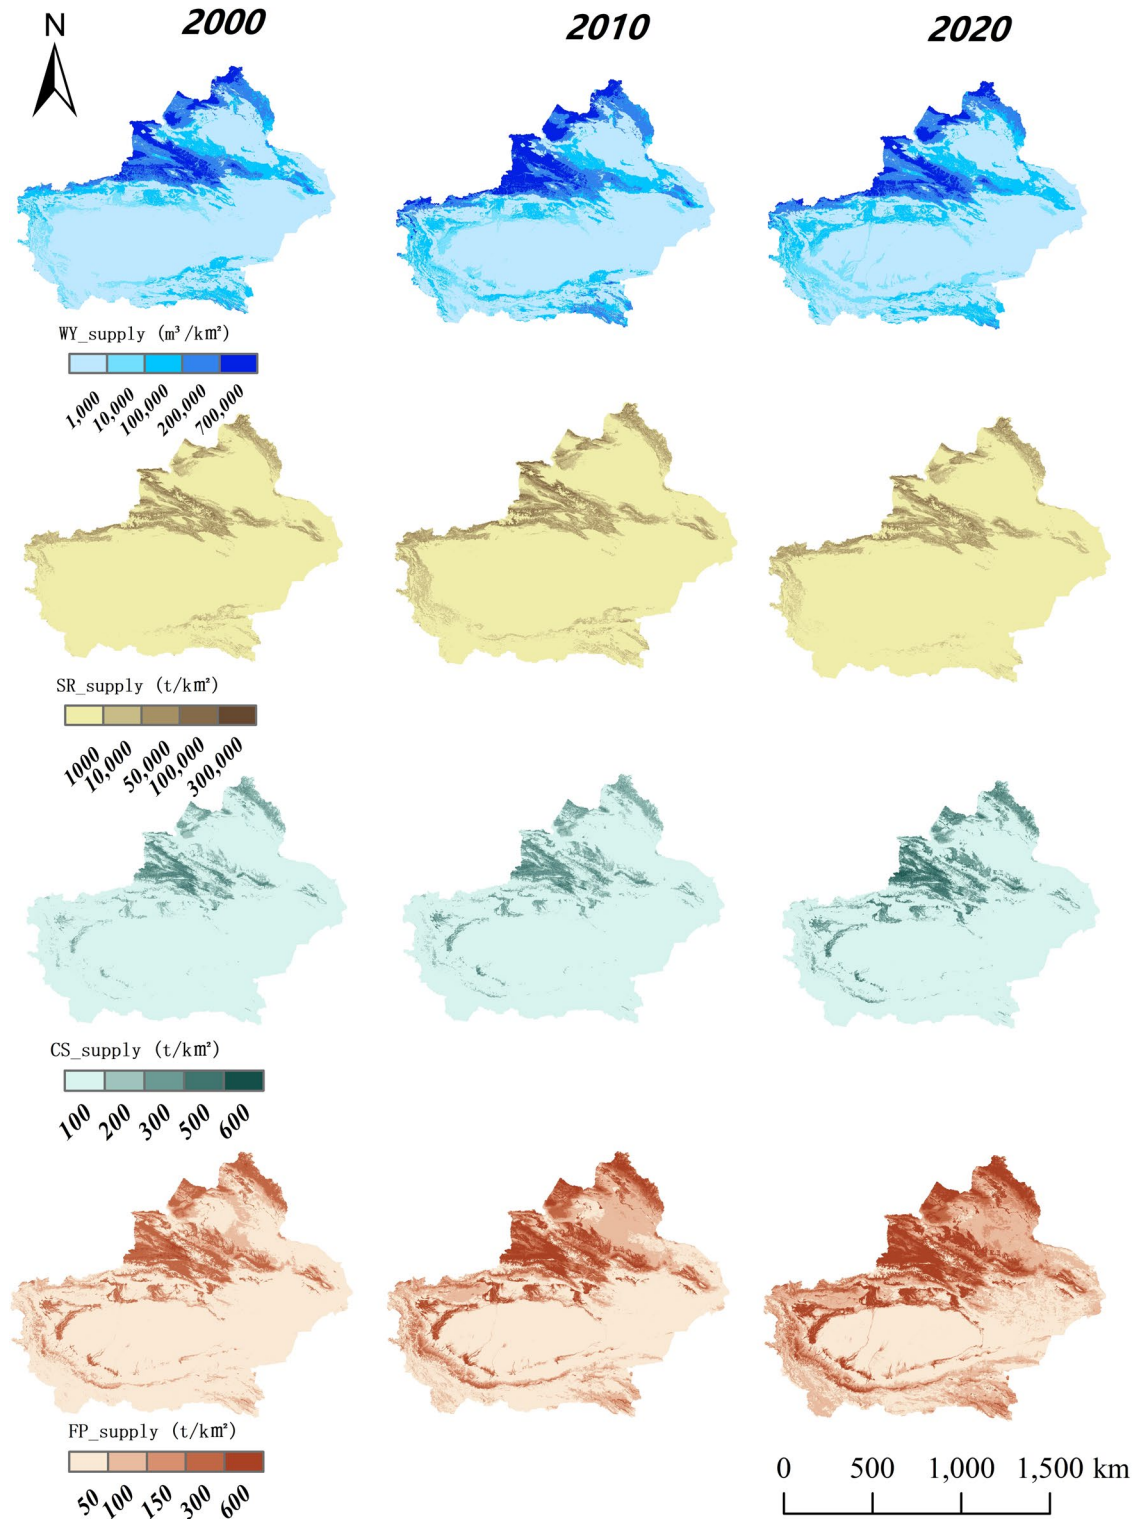 N
2000 2010 2020
WY_supply (m³/km²)
1,000 10,000 100,000 200,000 700,000
SR_supply (t/km²)
1000 10,000 50,000 100,000 300,000
CS_supply (t/km²)
100 200 300 500 600
FP_supply (t/km²)
50 100 150 300 600
0 500 1,000 1,500 km